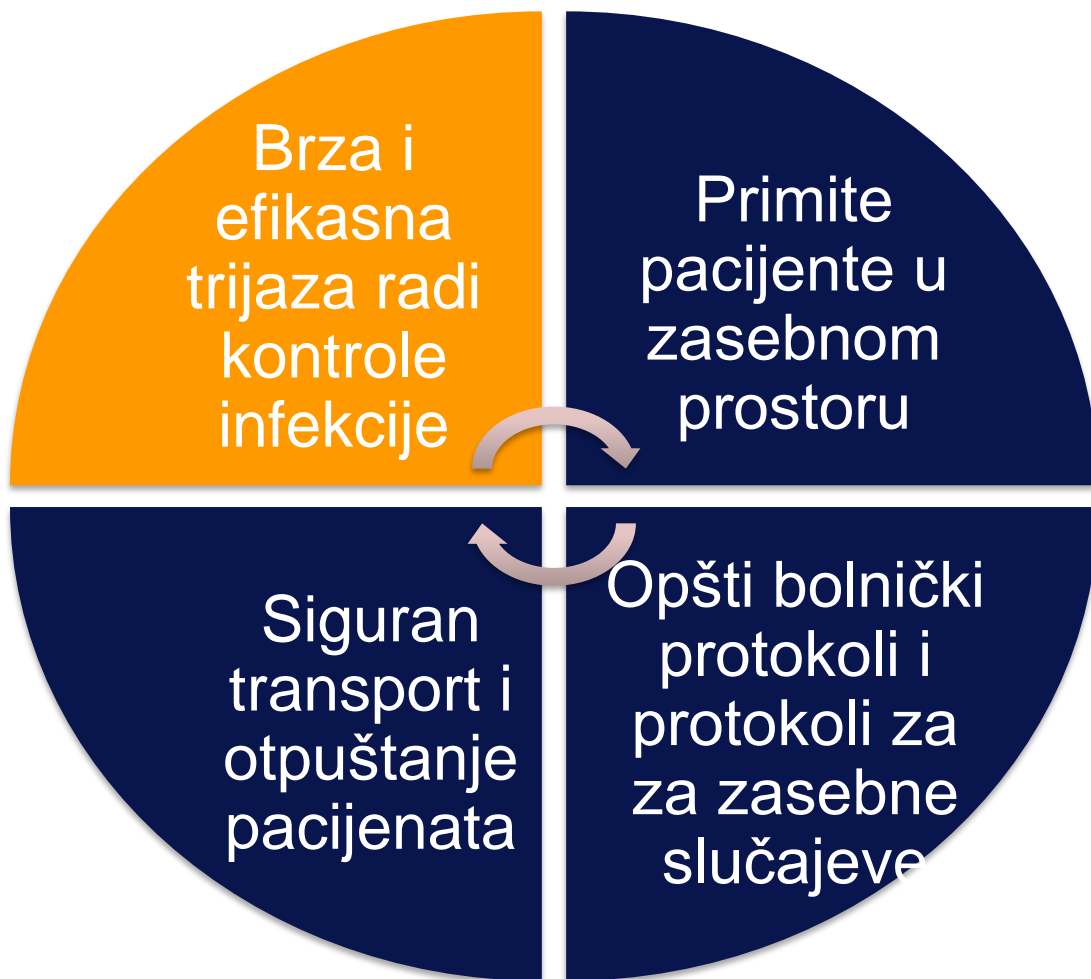 Brza i
efikasna
trijaza radi
kontrole
infekcije
Primite
pacijente u
zasebnom
prostoru
Siguran
transport i
otpuštanje
pacijenata
Opšti bolnički
protokoli i
protokoli za
za zasebne
slučajeve